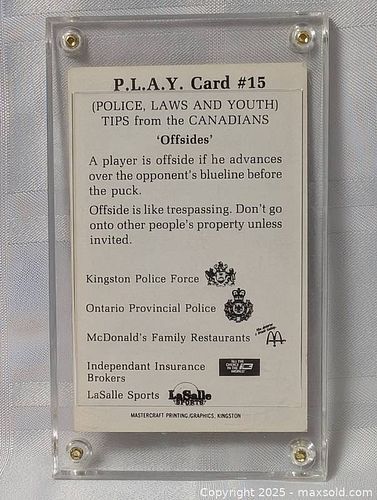 P.L.A.Y. Card #15
(POLICE, LAWS AND YOUTH)
TIPS from the CANADIANS
‘Offsides’
A player is offside if he advances
over the opponent's blueline before
the puck.
Offside is like trespassing. Don't go
onto other people's property unless
invited.
Kingston Police Force
Ontario Provincial Police
McDonald's Family Restaurants
Independant Insurance
Brokers
LaSalle Sports
LaSalle
SPORTS
MASTERCRAFT PRINTING/GRAPHICS, KINGSTON
Copyright 2025 - maxsold.com